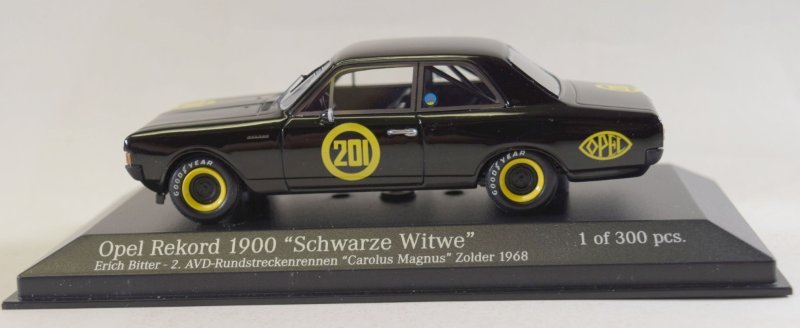 201
OPEL
GOODYEAR
GOODYEAR
Opel Rekord 1900 “Schwarze Witwe”
1 of 300 pcs.
Erich Bitter - 2. AVD-Rundstreckenrennen “Carolus Magnus” Zolder 1968